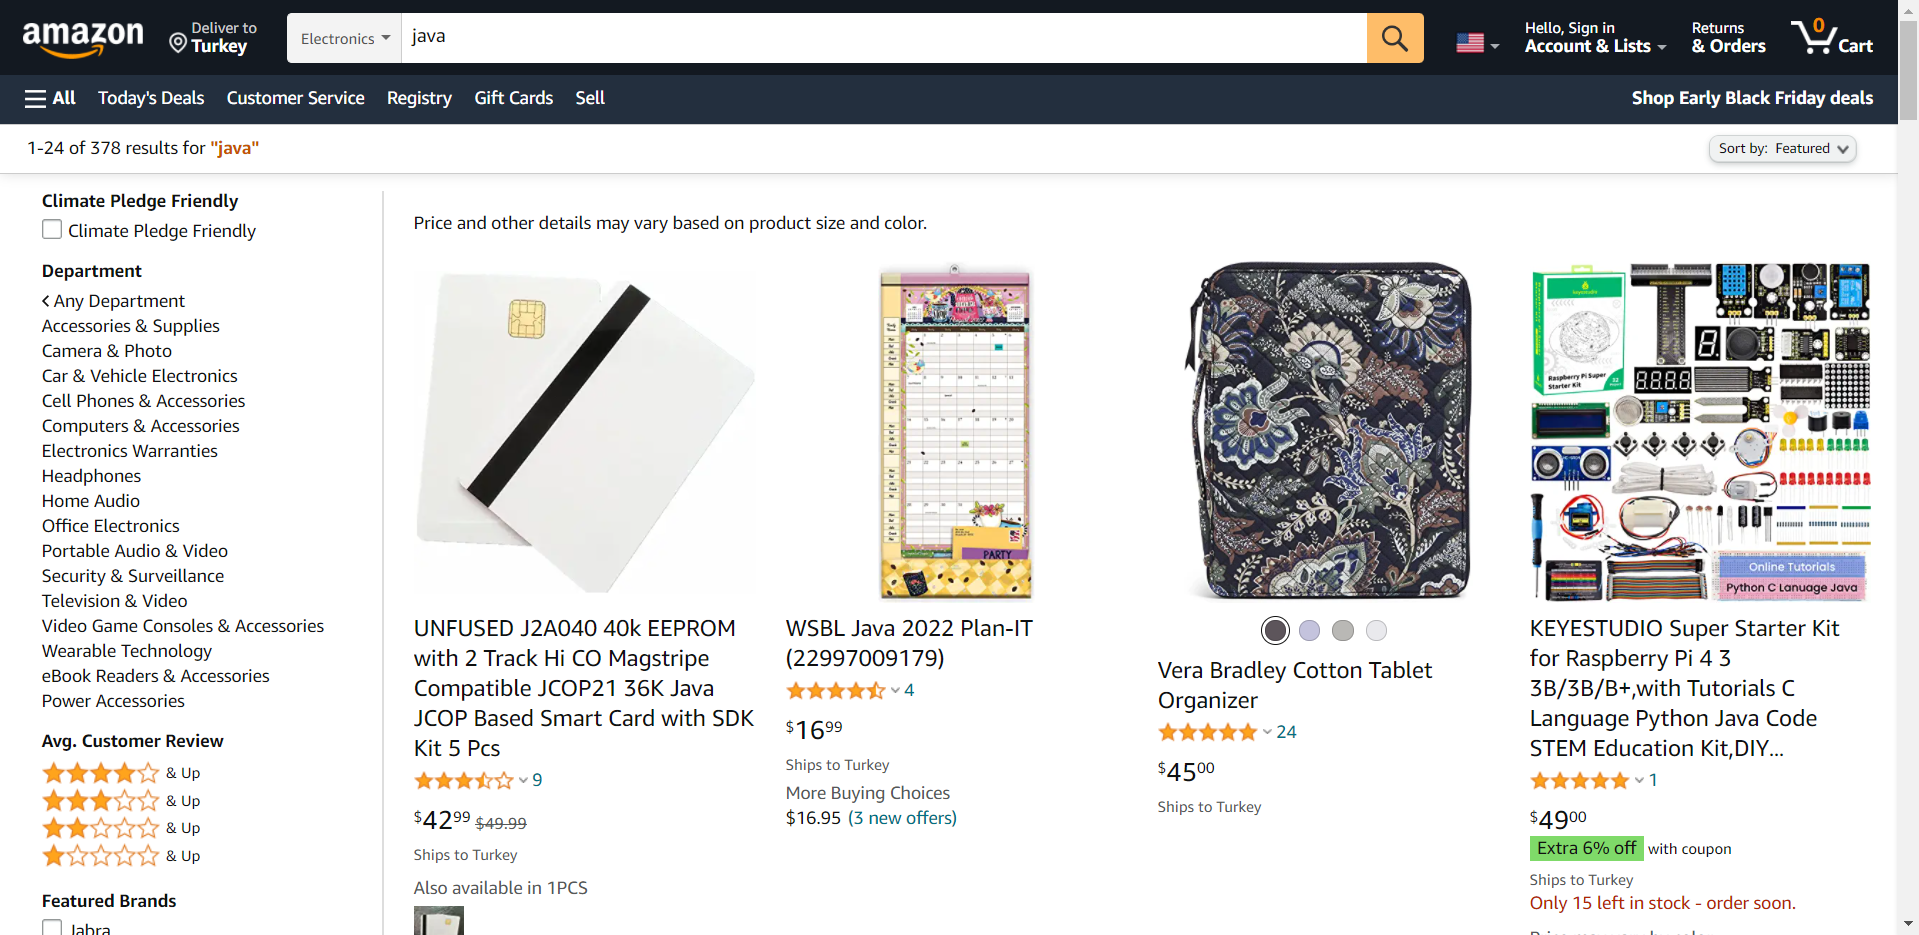 amazon
Deliver to
Turkey
Electronics
java
Hello, Sign in
Account & Lists
Returns
& Orders
0
Cart
All
Today's Deals
Customer Service
Registry
Gift Cards
Sell
Shop Early Black Friday deals
1-24 of 378 results for "java"
Sort by: Featured
Climate Pledge Friendly
Climate Pledge Friendly
Department
Any Department
Accessories & Supplies
Camera & Photo
Car & Vehicle Electronics
Cell Phones & Accessories
Computers & Accessories
Electronics Warranties
Headphones
Home Audio
Office Electronics
Portable Audio & Video
Security & Surveillance
Television & Video
Video Game Consoles & Accessories
Wearable Technology
eBook Readers & Accessories
Power Accessories
Avg. Customer Review
& Up
& Up
& Up
& Up
Featured Brands
Jabra
Price and other details may vary based on product size and color.
UNFUSED J2A040 40k EEPROM
with 2 Track Hi CO Magstripe
Compatible JCOP21 36K Java
JCOP Based Smart Card with SDK
Kit 5 Pcs
9
$42.99 $49.99
Ships to Turkey
Also available in 1PCS
PARTY
WSBL Java 2022 Plan-IT
(22997009179)
4
$16.99
Ships to Turkey
More Buying Choices
$16.95 (3 new offers)
Vera Bradley Cotton Tablet
Organizer
24
$45.00
Ships to Turkey
keyestudio
Raspberry Pi Super
Starter Kit
Online Tutorials
Python C Lanuage Java
KEYESTUDIO Super Starter Kit
for Raspberry Pi 4 3
3B/3B/B+,with Tutorials C
Language Python Java Code
STEM Education Kit,DIY...
1
$49.00
Extra 6% off with coupon
Ships to Turkey
Only 15 left in stock - order soon.